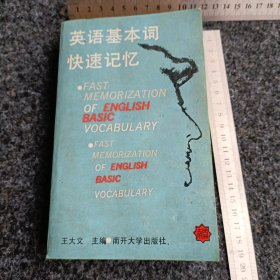 英语基本词
快速记忆
FAST
MEMORIZATION
OF ENGLISH
BASIC
VOCABULARY
FAST
MEMORIZATION
OF ENGLISH
BASIC
VOCABULARY
王大文 主编 南开大学出版社